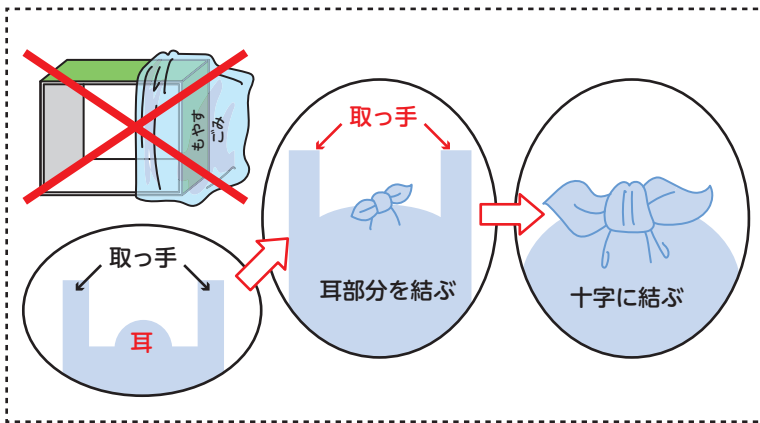 もやす
ごみ
取っ手
耳
取っ手
耳部分を結ぶ
十字に結ぶ